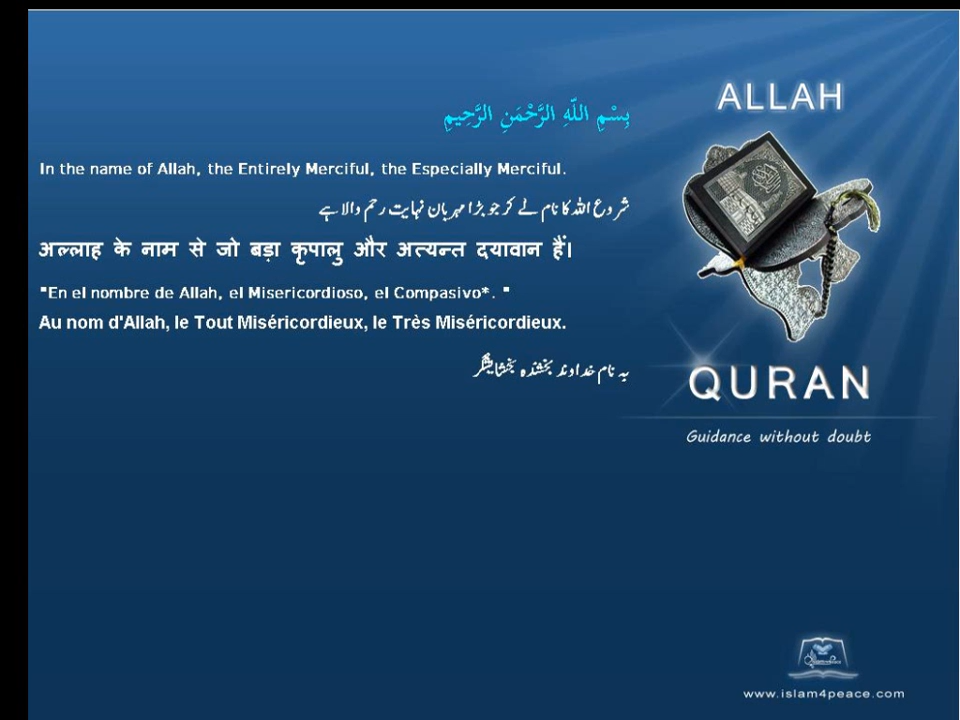 بِسْمِ اللَّهِ الرَّحْمَنِ الرَّحِيمِ
In the name of Allah, the Entirely Merciful, the Especially Merciful.
شروع اللہ کا نام لے کر جو بڑا مہربان نہایت رحم والا ہے
अल्लाह के नाम से जो बड़ा कृपालु और अत्यन्त दयावान हैं।
"En el nombre de Allah, el Misericordioso, el Compasivo*. "
Au nom d'Allah, le Tout Miséricordieux, le Très Miséricordieux.
به نام خداوند بخشنده بخشایشگر
ALLAH
QURAN
Guidance without doubt
www.islam4peace.com